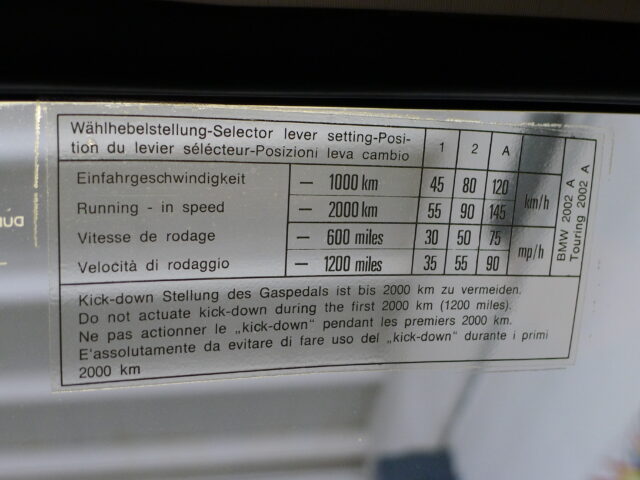 Wählhebelstellung-Selector lever setting-Posi-
tion du levier sélécteur-Posizioni leva cambio
1 2 A
Einfahrgeschwindigkeit — 1000 km 45 80 120 km/h
Running - in speed — 2000 km 55 90 145
Vitesse de rodage — 600 miles 30 50 75 mp/h
Velocità di rodaggio — 1200 miles 35 55 90
BMW 2002 A
Touring 2002 A
Kick-down Stellung des Gaspedals ist bis 2000 km zu vermeiden.
Do not actuate kick-down during the first 2000 km (1200 miles).
Ne pas actionner le „kick-down" pendant les premiers 2000 km.
E'assolutamente da evitare di fare uso del „kick-down" durante i primi
2000 km